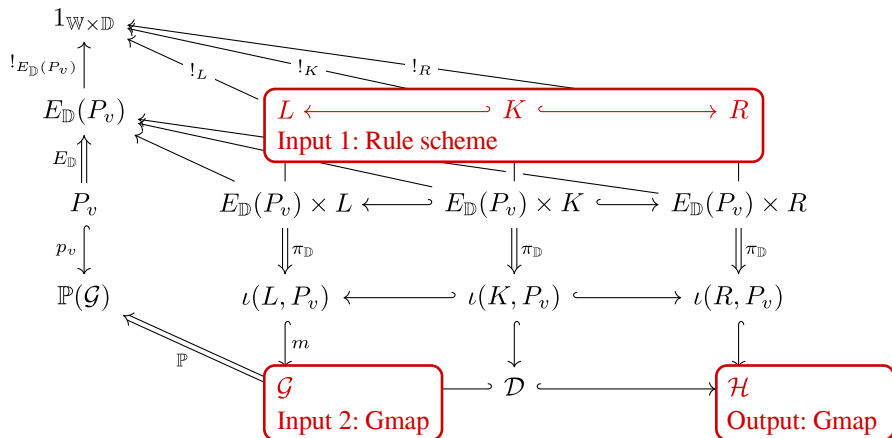 1_{𝕎×𝔻}
!_{E_𝔻(P_v)} !_L !_K !_R
E_𝔻(P_v) L K R
Input 1: Rule scheme
E_𝔻
P_v E_𝔻(P_v) × L E_𝔻(P_v) × K E_𝔻(P_v) × R
p_v π_𝔻 π_𝔻 π_𝔻
ℙ(𝒢) ι(L, P_v) ι(K, P_v) ι(R, P_v)
ℙ m
𝒢 𝒟 ℋ
Input 2: Gmap Output: Gmap